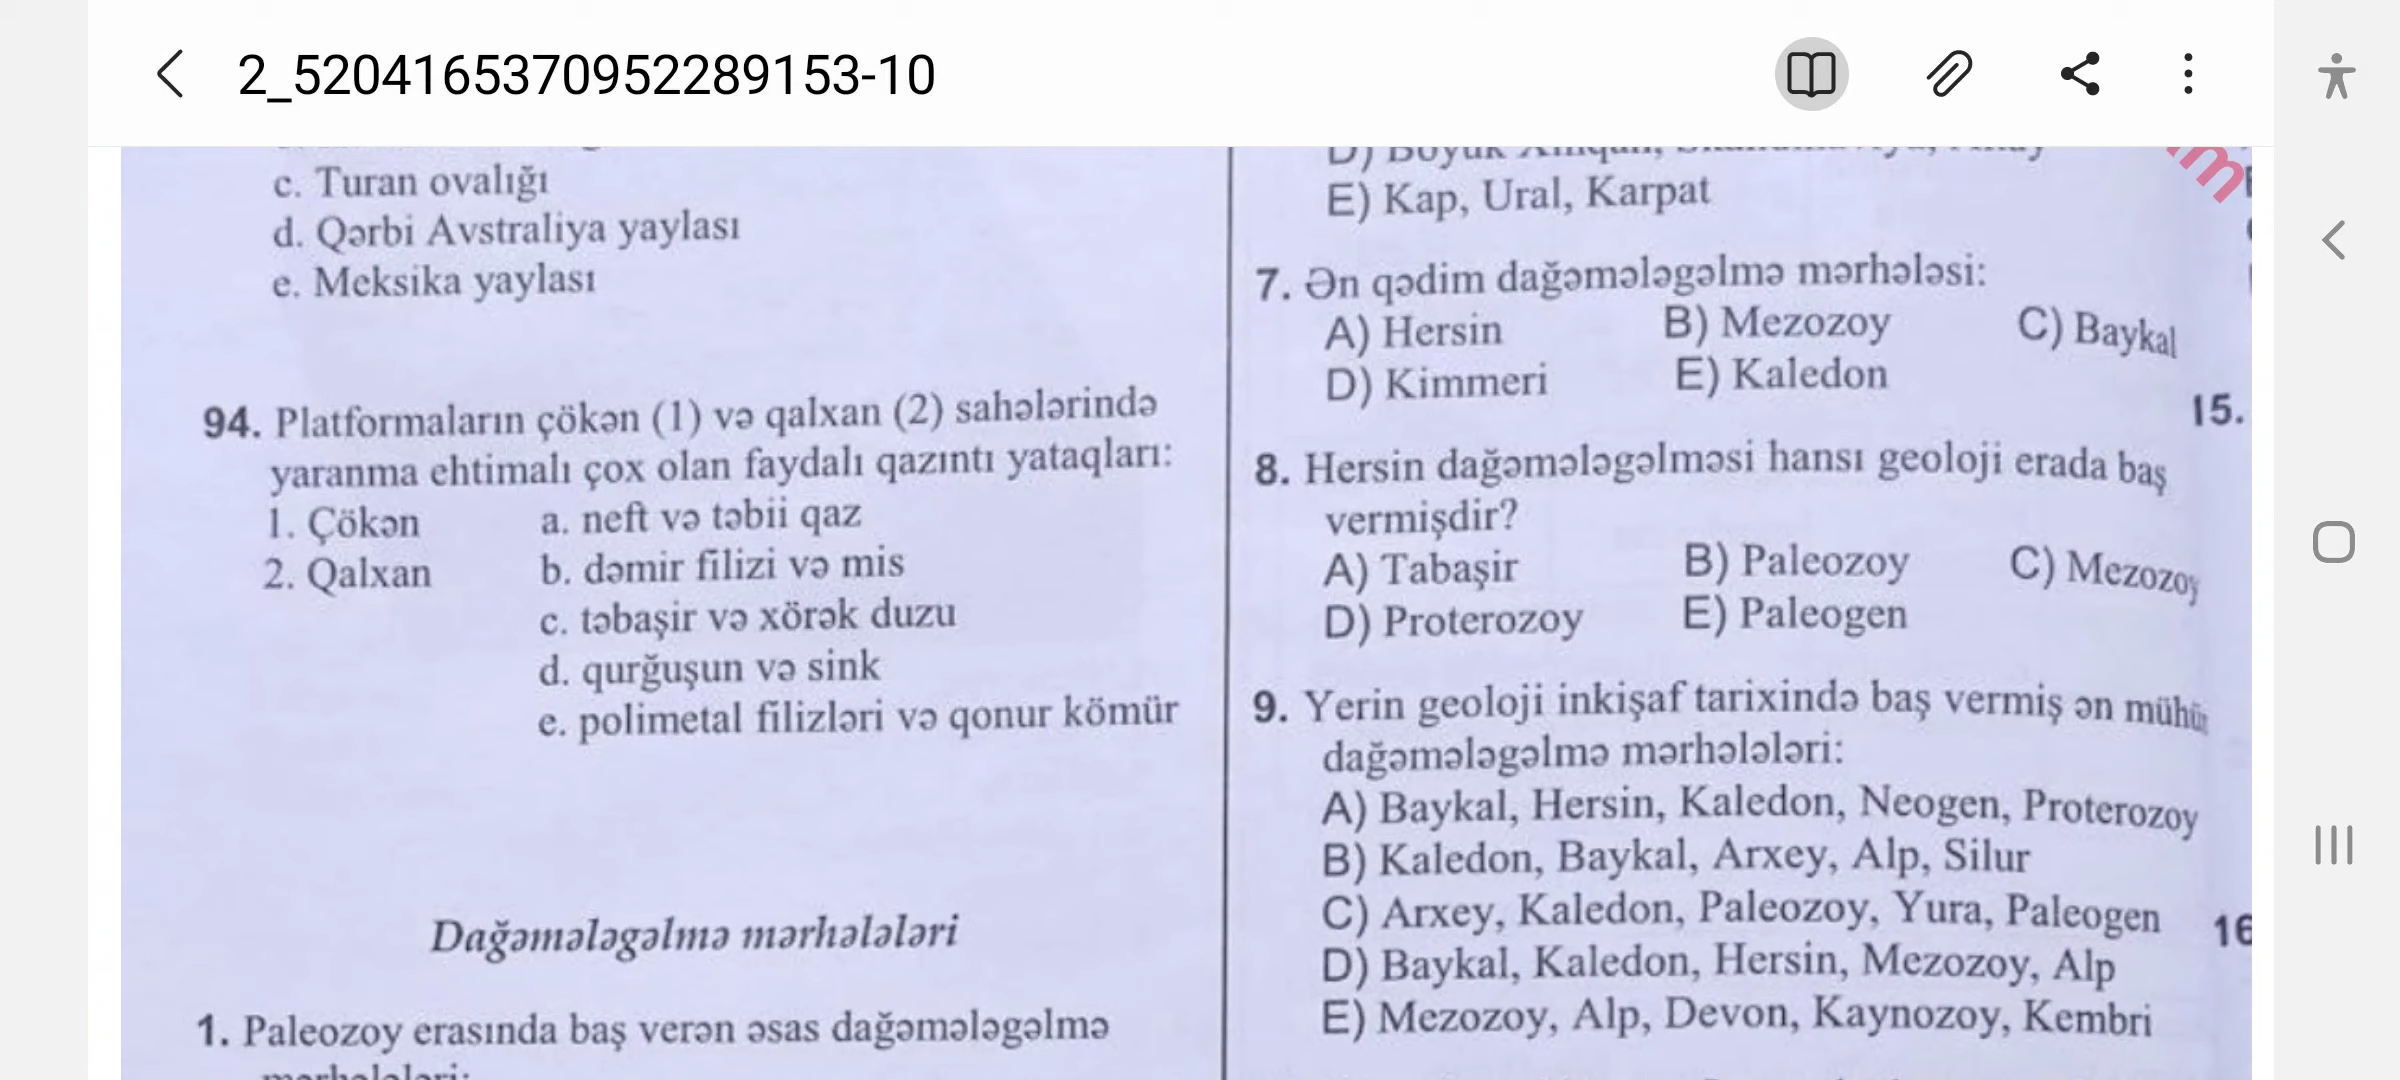 2_5204165370952289153-10
c. Turan ovalığı
d. Qərbi Avstraliya yaylası
e. Meksika yaylası
94. Platformaların çökən (1) və qalxan (2) sahələrində
yaranma ehtimalı çox olan faydalı qazıntı yataqları:
1. Çökən a. neft və təbii qaz
2. Qalxan b. dəmir filizi və mis
c. təbaşir və xörək duzu
d. qurğuşun və sink
e. polimetal filizləri və qonur kömür
Dağəmələgəlmə mərhələləri
1. Paleozoy erasında baş verən əsas dağəmələgəlmə
mərhələləri:
D) Böyük
E) Kap, Ural, Karpat
7. Ən qədim dağəmələgəlmə mərhələsi:
A) Hersin B) Mezozoy C) Baykal
D) Kimmeri E) Kaledon
8. Hersin dağəmələgəlməsi hansı geoloji erada baş
vermişdir?
A) Tabaşir B) Paleozoy C) Mezozoy
D) Proterozoy E) Paleogen
9. Yerin geoloji inkişaf tarixində baş vermiş ən mühü
dağəmələgəlmə mərhələləri:
A) Baykal, Hersin, Kaledon, Neogen, Proterozoy
B) Kaledon, Baykal, Arxey, Alp, Silur
C) Arxey, Kaledon, Paleozoy, Yura, Paleogen
D) Baykal, Kaledon, Hersin, Mezozoy, Alp
E) Mezozoy, Alp, Devon, Kaynozoy, Kembri
15.
16